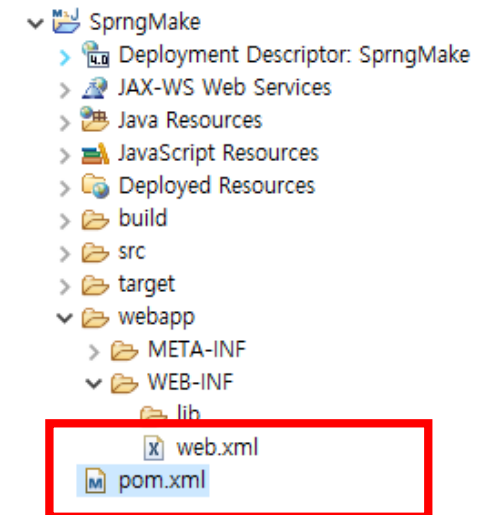 SprngMake
Deployment Descriptor: SprngMake
JAX-WS Web Services
Java Resources
JavaScript Resources
Deployed Resources
build
src
target
webapp
META-INF
WEB-INF
lib
web.xml
pom.xml